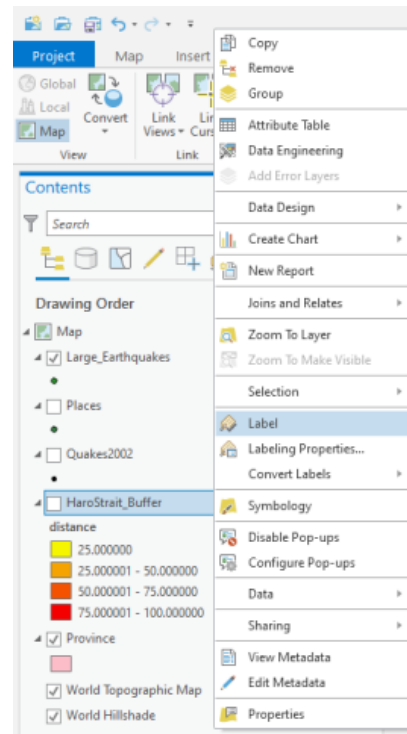 Project Map Insert
Global
Local
Map
Convert
Link
Views
Link
View
Link
Contents
Search
Drawing Order
Map
Large_Earthquakes
Places
Quakes2002
HaroStrait_Buffer
distance
25.000000
25.000001 - 50.000000
50.000001 - 75.000000
75.000001 - 100.000000
Province
World Topographic Map
World Hillshade
Copy
Remove
Group
Attribute Table
Data Engineering
Add Error Layers
Data Design
Create Chart
New Report
Joins and Relates
Zoom To Layer
Zoom To Make Visible
Selection
Label
Labeling Properties...
Convert Labels
Symbology
Disable Pop-ups
Configure Pop-ups
Data
Sharing
View Metadata
Edit Metadata
Properties